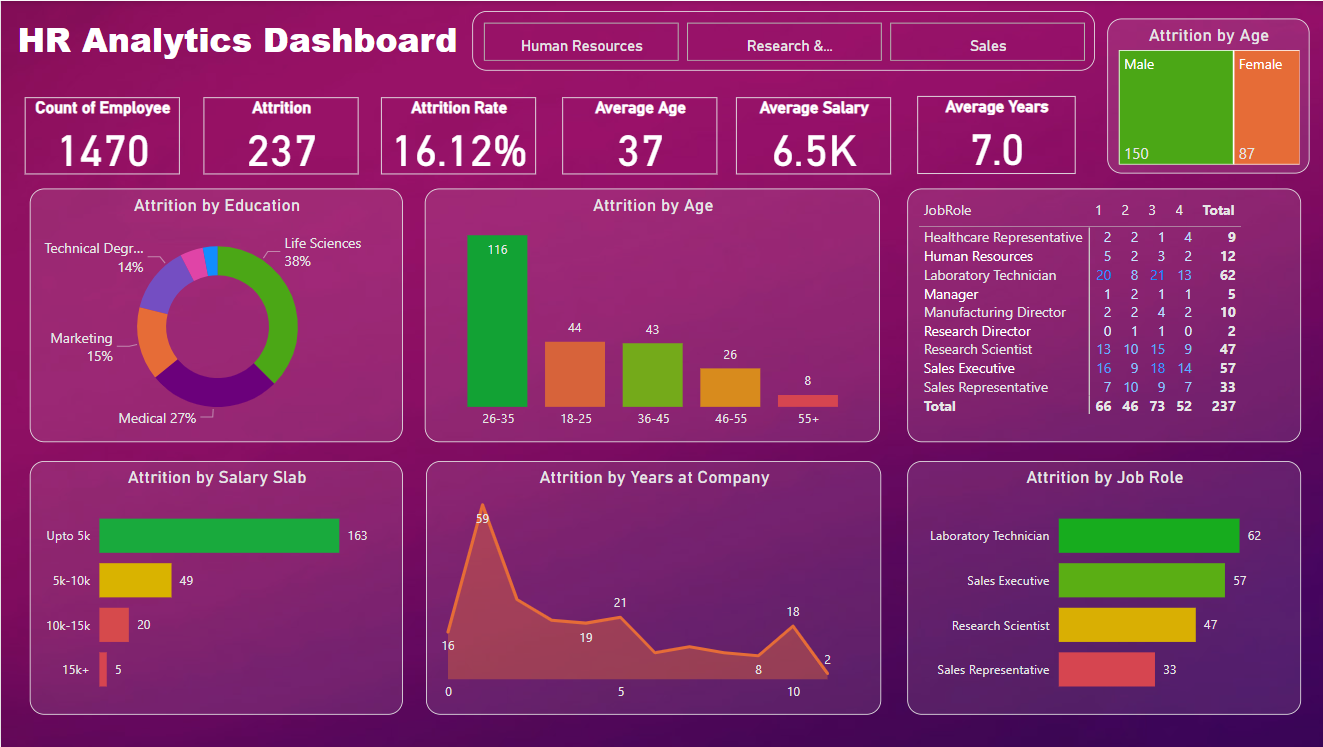 HR Analytics Dashboard
Human Resources
Research &...
Sales
Attrition by Age
Male
Female
150
87
Count of Employee
1470
Attrition
237
Attrition Rate
16.12%
Average Age
37
Average Salary
6.5K
Average Years
7.0
Attrition by Education
Life Sciences
38%
Technical Degr...
14%
Marketing
15%
Medical 27%
Attrition by Age
116
44
43
26
8
26-35
18-25
36-45
46-55
55+
JobRole 1 2 3 4 Total
Healthcare Representative 2 2 1 4 9
Human Resources 5 2 3 2 12
Laboratory Technician 20 8 21 13 62
Manager 1 2 1 1 5
Manufacturing Director 2 2 4 2 10
Research Director 0 1 1 0 2
Research Scientist 13 10 15 9 47
Sales Executive 16 9 18 14 57
Sales Representative 7 10 9 7 33
Total 66 46 73 52 237
Attrition by Salary Slab
Upto 5k 163
5k-10k 49
10k-15k 20
15k+ 5
Attrition by Years at Company
59
16
19
21
8
18
2
0
5
10
Attrition by Job Role
Laboratory Technician 62
Sales Executive 57
Research Scientist 47
Sales Representative 33